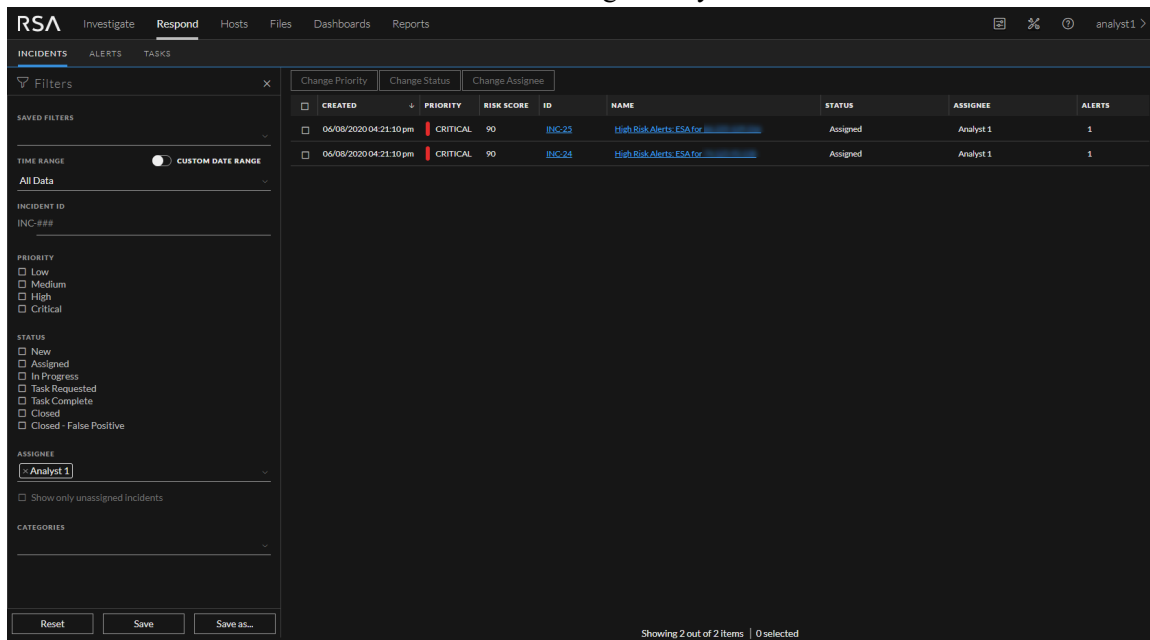 RSA Investigate Respond Hosts Files Dashboards Reports analyst1 >
INCIDENTS ALERTS TASKS
Filters ×
SAVED FILTERS
TIME RANGE CUSTOM DATE RANGE
All Data
INCIDENT ID
INC-###
PRIORITY
Low
Medium
High
Critical
STATUS
New
Assigned
In Progress
Task Requested
Task Complete
Closed
Closed - False Positive
ASSIGNEE
× Analyst 1
Show only unassigned incidents
CATEGORIES
Reset Save Save as...
Change Priority Change Status Change Assignee
CREATED ↓ PRIORITY RISK SCORE ID NAME STATUS ASSIGNEE ALERTS
06/08/2020 04:21:10 pm CRITICAL 90 INC-25 High Risk Alerts: ESA for Assigned Analyst 1 1
06/08/2020 04:21:10 pm CRITICAL 90 INC-24 High Risk Alerts: ESA for Assigned Analyst 1 1
Showing 2 out of 2 items | 0 selected